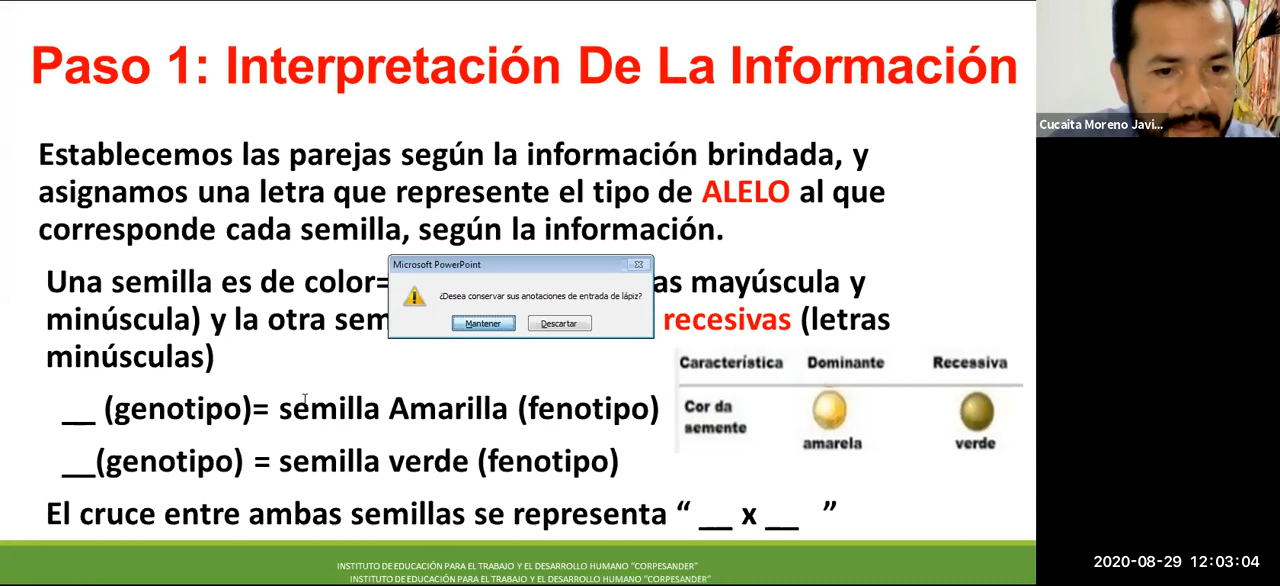 Paso 1: Interpretación De La Información
Cucaita Moreno Javi...
Establecemos las parejas según la información brindada, y
asignamos una letra que represente el tipo de ALELO al que
corresponde cada semilla, según la información.
Una semilla es de color= as mayúscula y
Microsoft PowerPoint
¿Desea conservar sus anotaciones de entrada de lápiz?
Mantener Descartar
minúscula) y la otra sem recesivas (letras
minúsculas)
Característica Dominante Recessiva
Cor da
semente
amarela verde
__ (genotipo)= semilla Amarilla (fenotipo)
__(genotipo) = semilla verde (fenotipo)
El cruce entre ambas semillas se representa “ __ x __ ”
INSTITUTO DE EDUCACIÓN PARA EL TRABAJO Y EL DESARROLLO HUMANO "CORPESANDER"
INSTITUTO DE EDUCACIÓN PARA EL TRABAJO Y EL DESARROLLO HUMANO "CORPESANDER"
2020-08-29 12:03:04